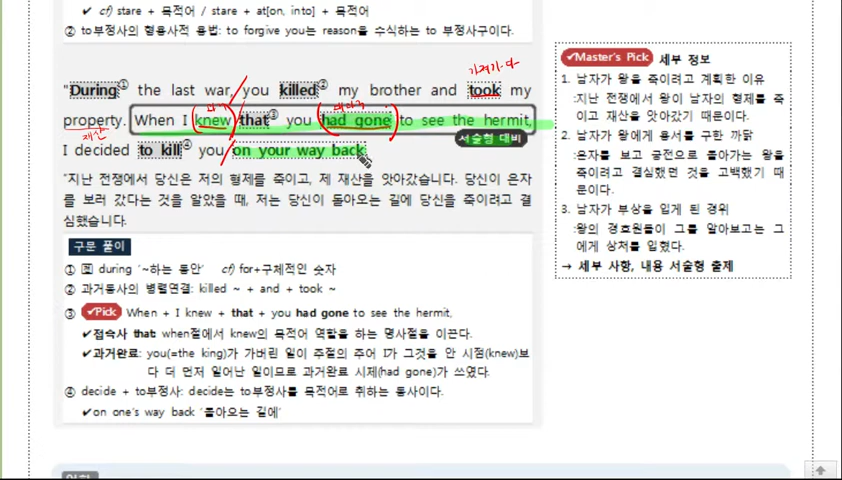 ✔ cf) stare + 목적어 / stare + at[on, into] + 목적어
② to부정사의 형용사적 용법: to forgive you는 reason을 수식하는 to 부정사구이다.
가져가다
"During① the last war, you killed② my brother and took my
과거
대과거
property. When I knew that③ you had gone to see the hermit,
재산
서술형 대비
I decided to kill④ you on your way back.
"지난 전쟁에서 당신은 저의 형제를 죽이고, 제 재산을 앗아갔습니다. 당신이 은자
를 보러 갔다는 것을 알았을 때, 저는 당신이 돌아오는 길에 당신을 죽이려고 결
심했습니다.
구문 풀이
① 전 during '~하는 동안' cf) for+구체적인 숫자
② 과거동사의 병렬연결: killed ~ + and + took ~
③ ✔Pick When + I knew + that + you had gone to see the hermit,
✔접속사 that: when절에서 knew의 목적어 역할을 하는 명사절을 이끈다.
✔과거완료: you(=the king)가 가버린 일이 주절의 주어 I가 그것을 안 시점(knew)보
다 더 먼저 일어난 일이므로 과거완료 시제(had gone)가 쓰였다.
④ decide + to부정사: decide는 to부정사를 목적어로 취하는 동사이다.
✔on one's way back '돌아오는 길에'
✔Master's Pick 세부 정보
1. 남자가 왕을 죽이려고 계획한 이유
:지난 전쟁에서 왕이 남자의 형제를 죽
이고 재산을 앗아갔기 때문이다.
2. 남자가 왕에게 용서를 구한 까닭
:은자를 보고 궁전으로 돌아가는 왕을
죽이려고 결심했던 것을 고백했기 때
문이다.
3. 남자가 부상을 입게 된 경위
:왕의 경호원들이 그를 알아보고는 그
에게 상처를 입혔다.
→ 세부 사항, 내용 서술형 출제